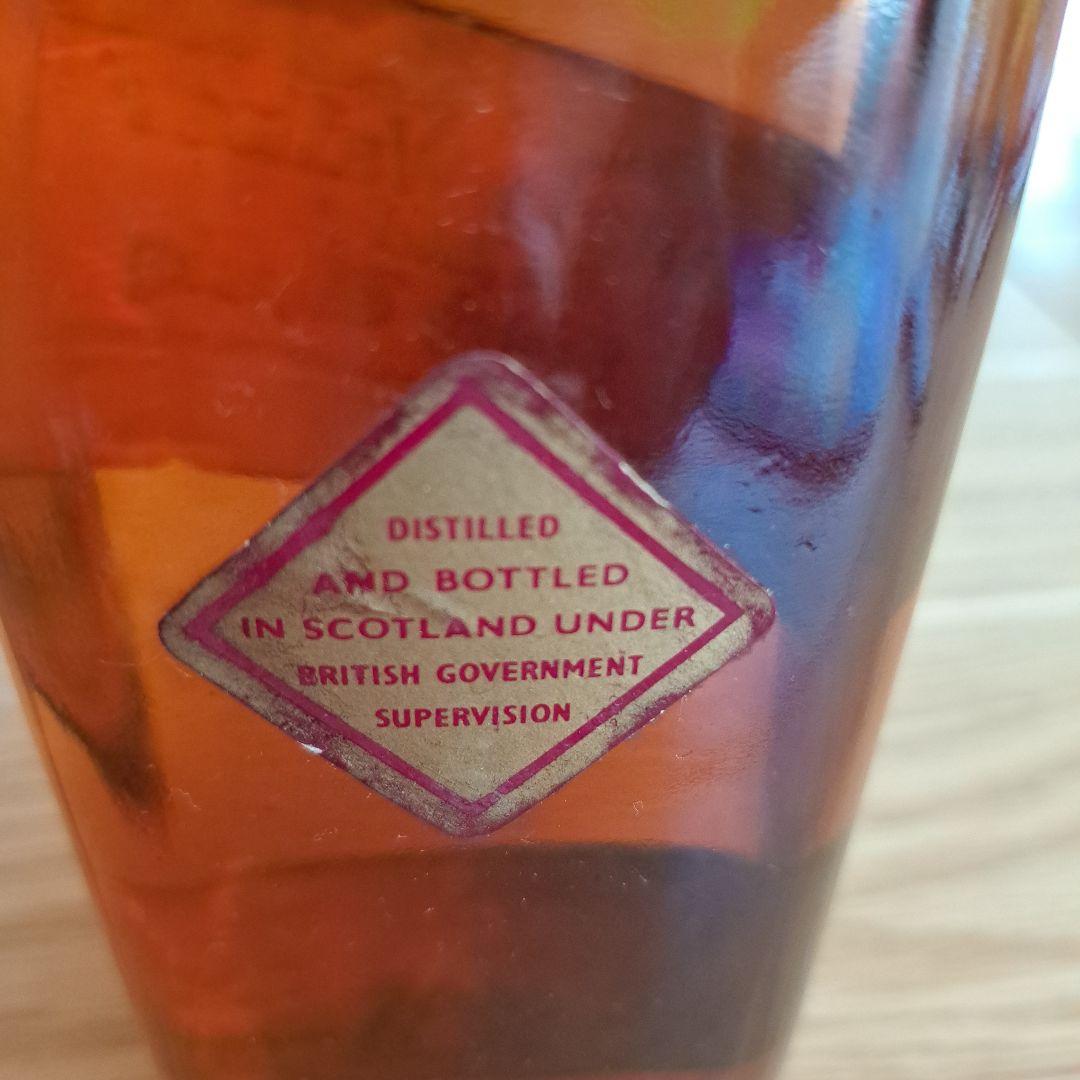 DISTILLED
AND BOTTLED
IN SCOTLAND UNDER
BRITISH GOVERNMENT
SUPERVISION